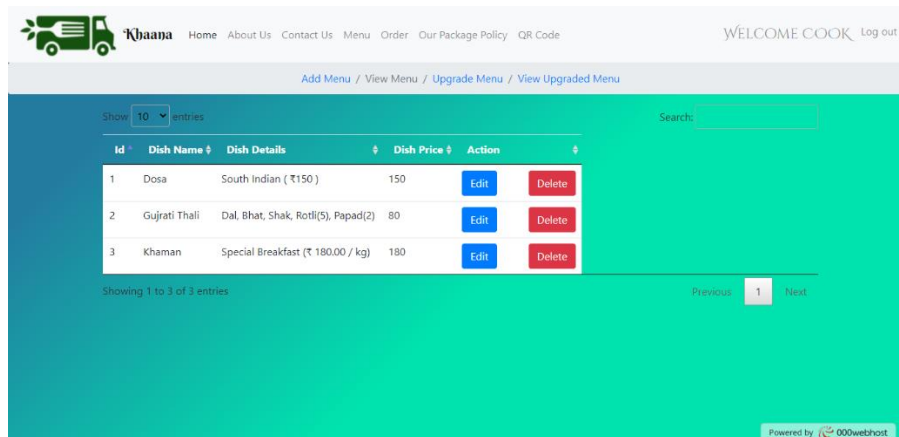 Khaana Home About Us Contact Us Menu Order Our Package Policy QR Code WELCOME COOK Log out
Add Menu / View Menu / Upgrade Menu / View Upgraded Menu
Show 10 entries Search:
Id Dish Name Dish Details Dish Price Action
1 Dosa South Indian ( ₹150 ) 150 Edit Delete
2 Gujrati Thali Dal, Bhat, Shak, Rotli(5), Papad(2) 80 Edit Delete
3 Khaman Special Breakfast (₹ 180.00 / kg) 180 Edit Delete
Showing 1 to 3 of 3 entries Previous 1 Next
Powered by 000webhost